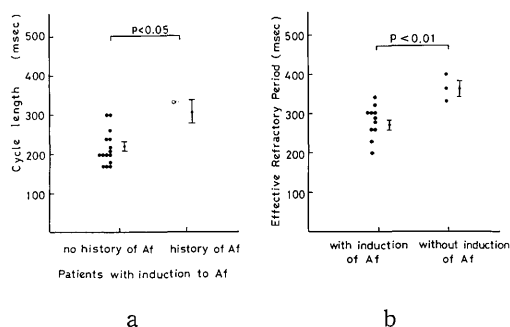 Cycle length (msec)
500
400
300
200
100
P<0.05
no history of Af
history of Af
Patients with induction to Af
a
Effective Refractory Period (msec)
500
400
300
200
100
P<0.01
with induction
of Af
without induction
of Af
b